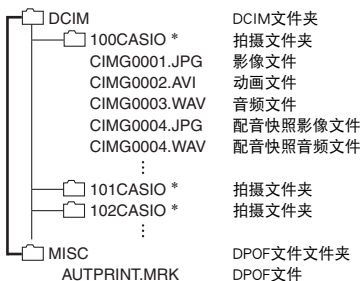 DCIM DCIM文件夹
100CASIO * 拍摄文件夹
CIMG0001.JPG 影像文件
CIMG0002.AVI 动画文件
CIMG0003.WAV 音频文件
CIMG0004.JPG 配音快照影像文件
CIMG0004.WAV 配音快照音频文件
⋮
101CASIO * 拍摄文件夹
102CASIO * 拍摄文件夹
⋮
MISC DPOF文件文件夹
AUTPRINT.MRK DPOF文件